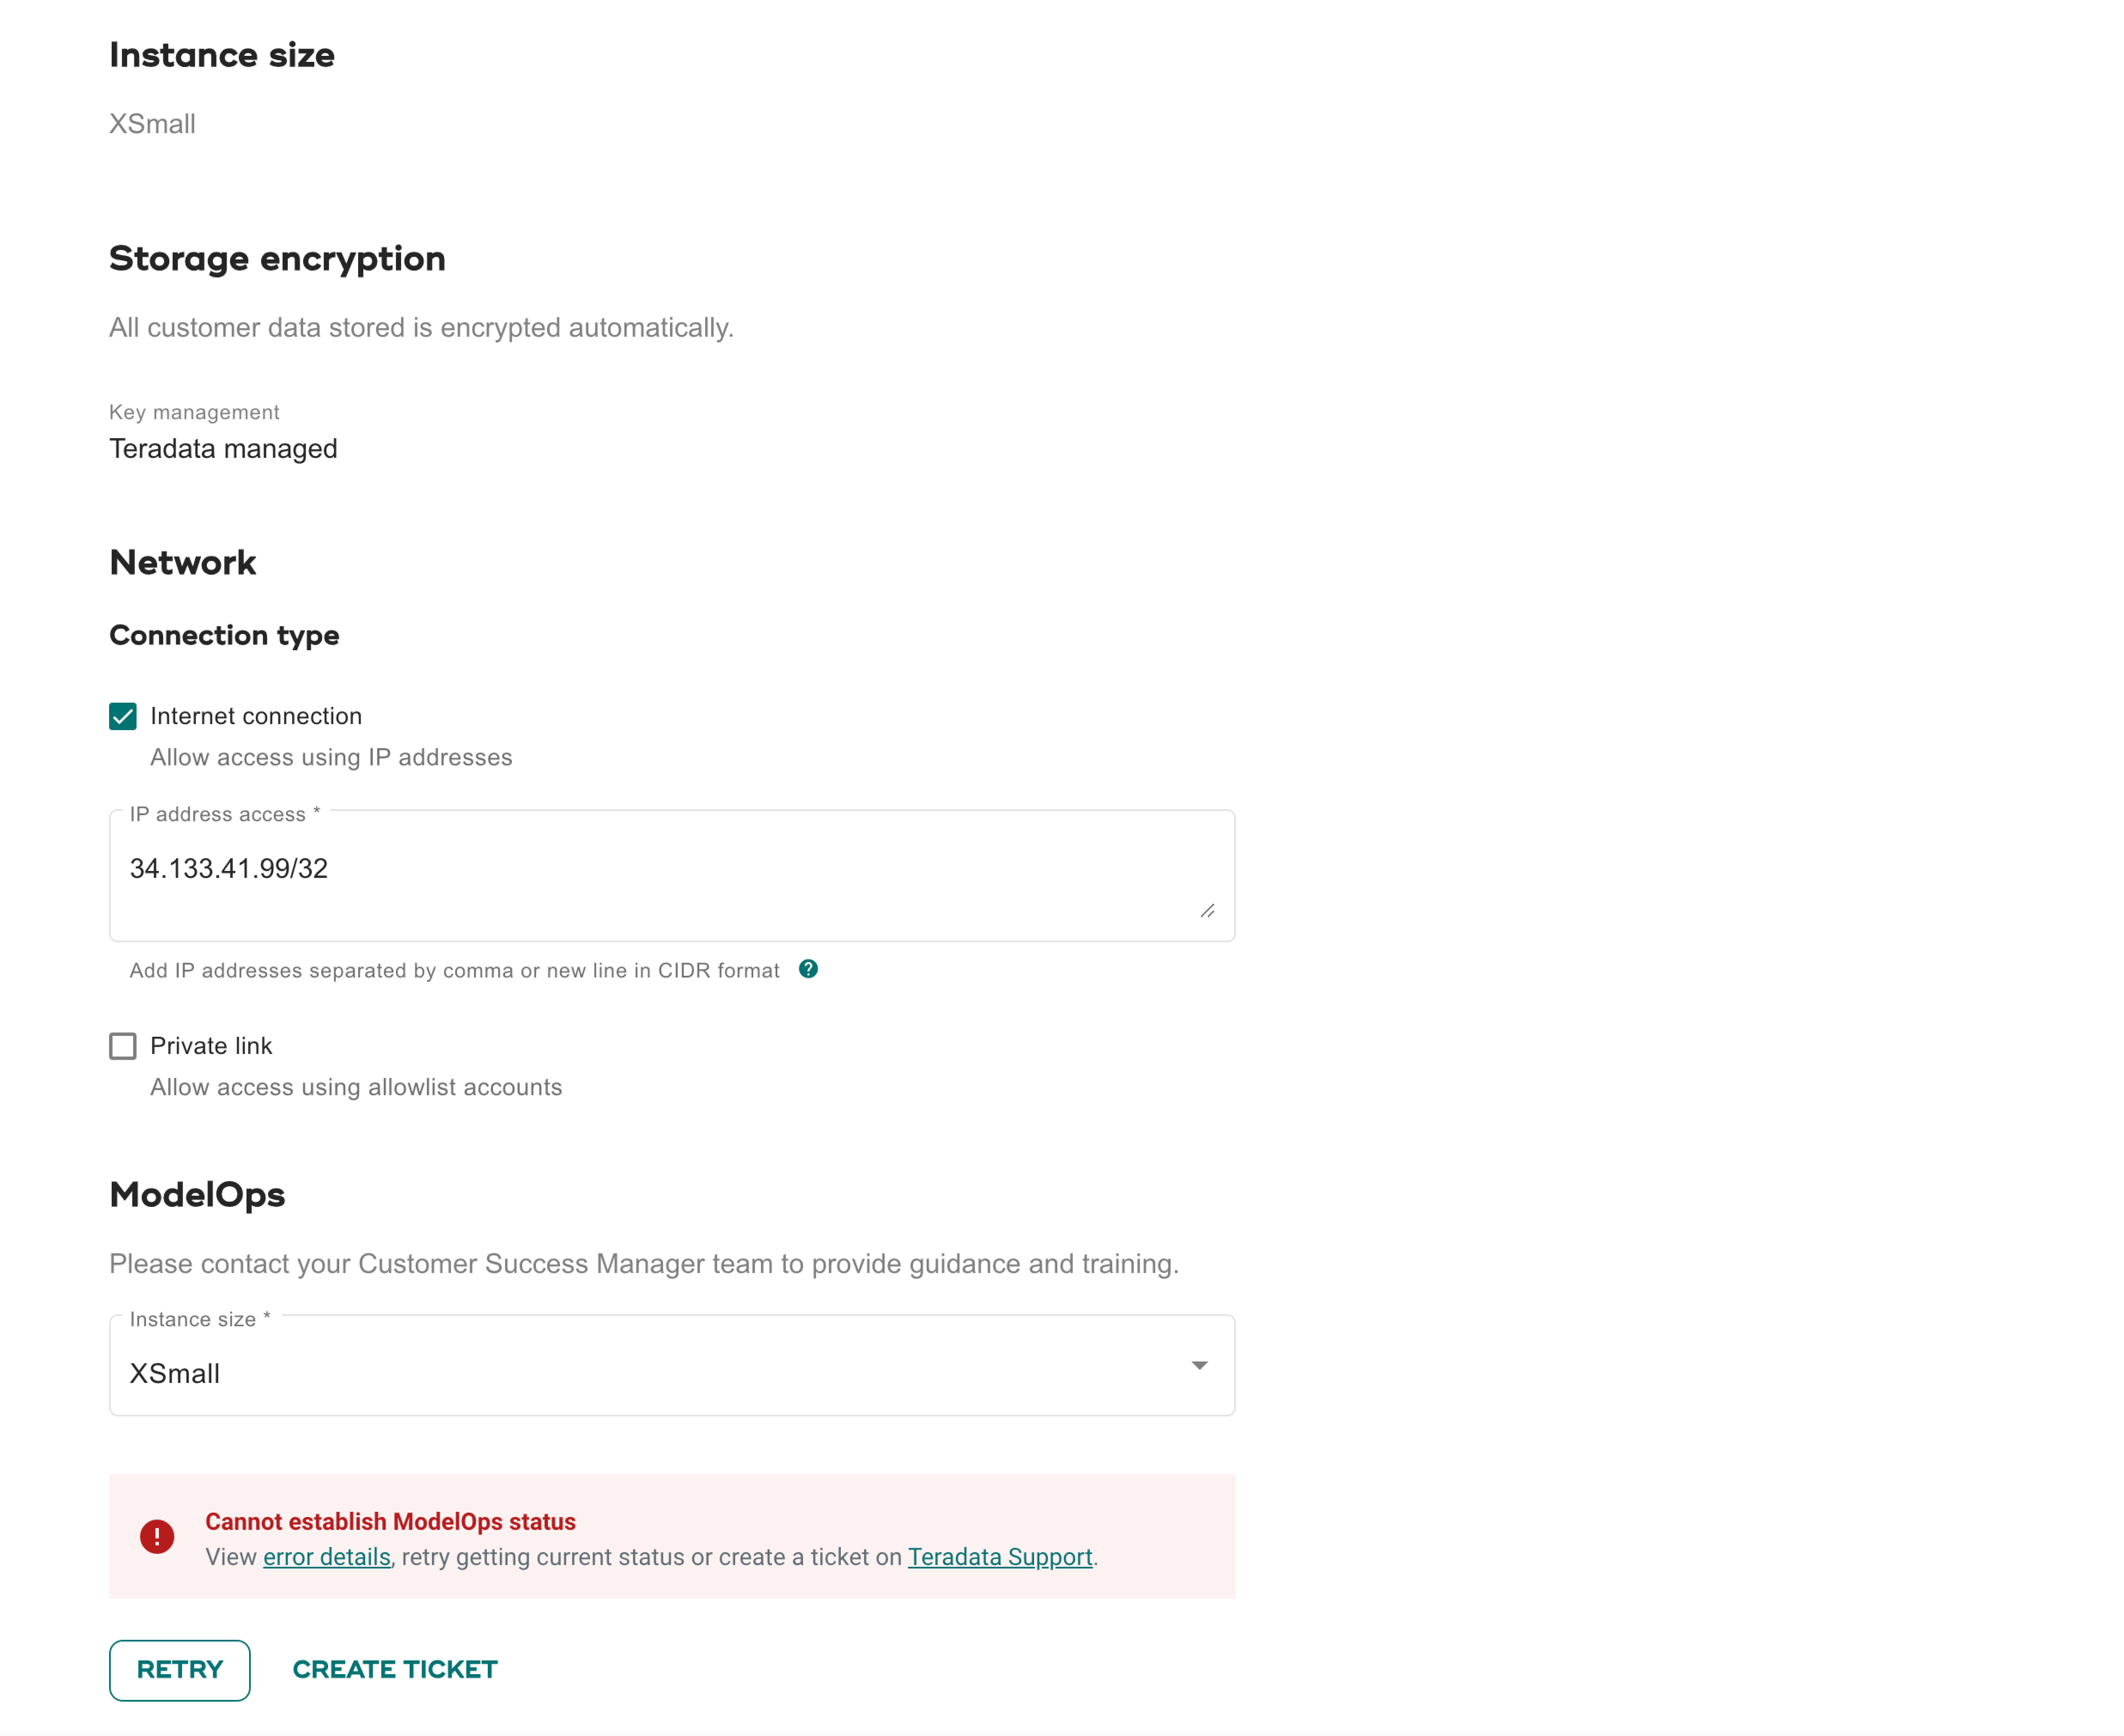 Instance size
XSmall
Storage encryption
All customer data stored is encrypted automatically.
Key management
Teradata managed
Network
Connection type
Internet connection
Allow access using IP addresses
IP address access *
34.133.41.99/32
Add IP addresses separated by comma or new line in CIDR format ?
Private link
Allow access using allowlist accounts
ModelOps
Please contact your Customer Success Manager team to provide guidance and training.
Instance size *
XSmall
Cannot establish ModelOps status
View error details, retry getting current status or create a ticket on Teradata Support.
RETRY CREATE TICKET